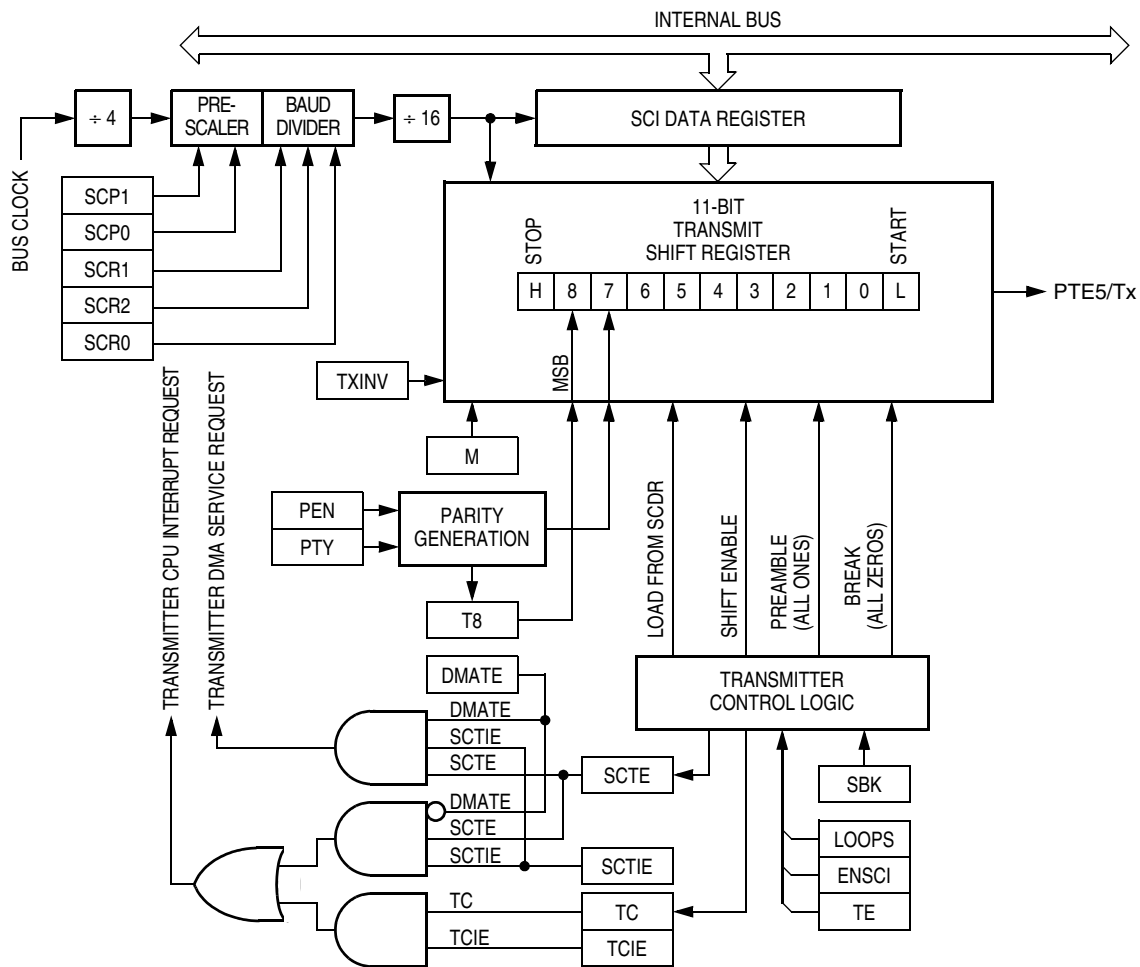 INTERNAL BUS
÷ 4
PRE-
SCALER
BAUD
DIVIDER
÷ 16
SCI DATA REGISTER
BUS CLOCK
SCP1
SCP0
SCR1
SCR2
SCR0
11-BIT
TRANSMIT
SHIFT REGISTER
STOP
START
H 8 7 6 5 4 3 2 1 0 L
PTE5/Tx
MSB
TXINV
M
TRANSMITTER CPU INTERRUPT REQUEST
TRANSMITTER DMA SERVICE REQUEST
PEN
PTY
PARITY
GENERATION
T8
LOAD FROM SCDR
SHIFT ENABLE
PREAMBLE
(ALL ONES)
BREAK
(ALL ZEROS)
TRANSMITTER
CONTROL LOGIC
DMATE
DMATE
SCTIE
SCTE
SCTE
SBK
DMATE
SCTE
SCTIE
SCTIE
LOOPS
ENSCI
TE
TC
TC
TCIE
TCIE